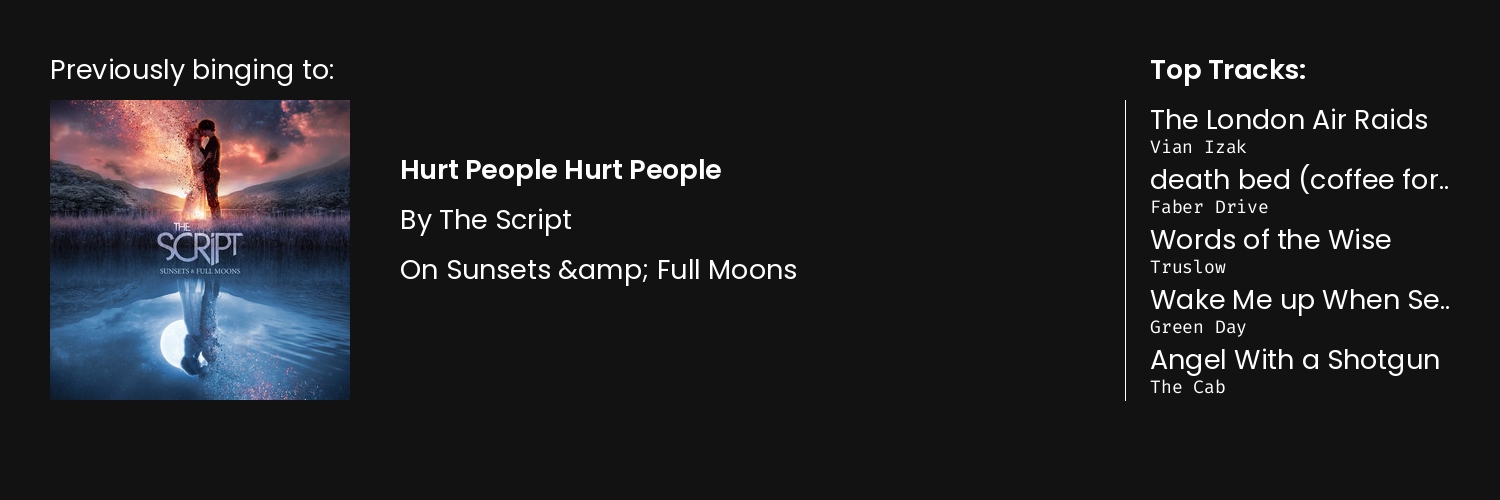 Previously binging to:
THE
SCRIPT
SUNSETS & FULL MOONS
Hurt People Hurt People
By The Script
On Sunsets &amp; Full Moons
Top Tracks:
The London Air Raids
Vian Izak
death bed (coffee for..
Faber Drive
Words of the Wise
Truslow
Wake Me up When Se..
Green Day
Angel With a Shotgun
The Cab